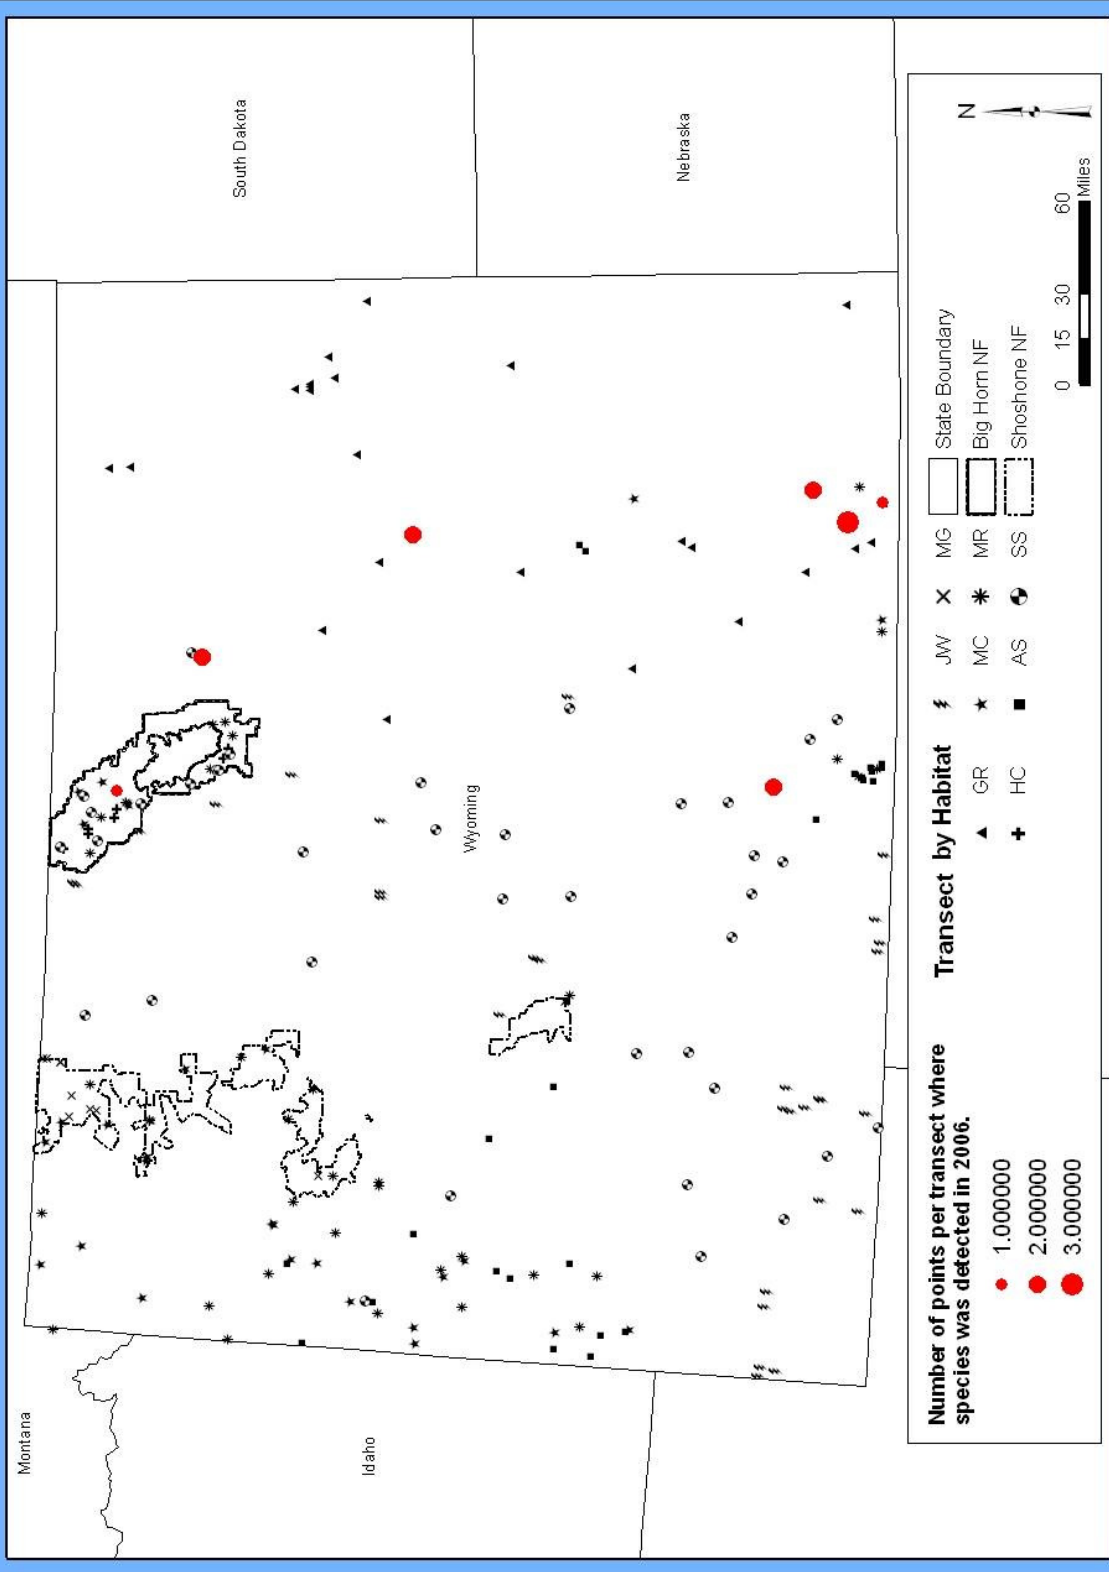 Montana
South Dakota
Idaho
Wyoming
Nebraska
Number of points per transect where
species was detected in 2006.
1.000000
2.000000
3.000000
Transect by Habitat
GR
HC
JW
MC
AS
MG
MR
SS
State Boundary
Big Horn NF
Shoshone NF
N
0 15 30 60
Miles